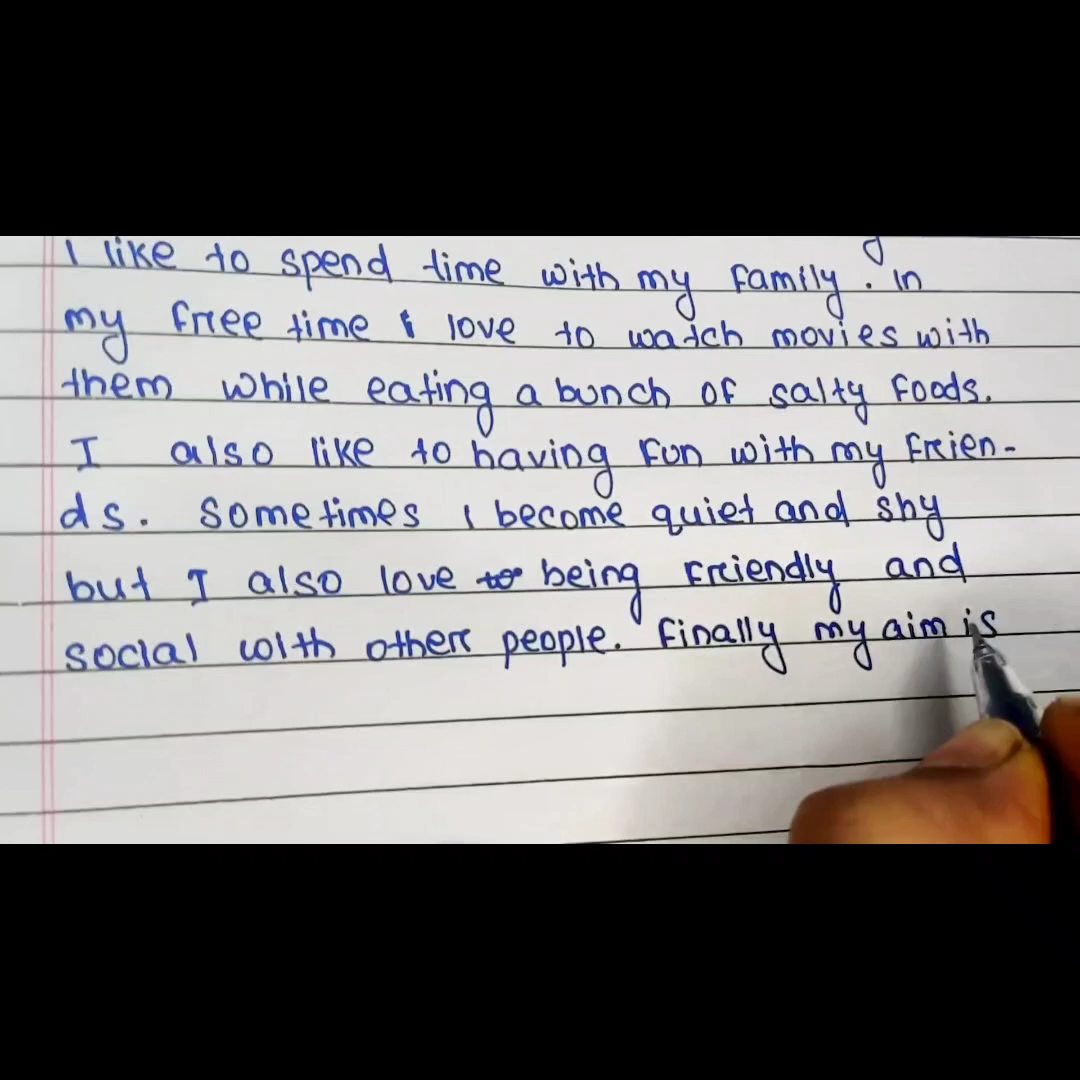 I like to spend time with my family. in
my free time I love to watch movies with
them while eating a bunch of salty foods.
I also like to having fun with my frien-
ds. Sometimes I become quiet and shy
but I also love to being friendly and
social with other people. Finally my aim is